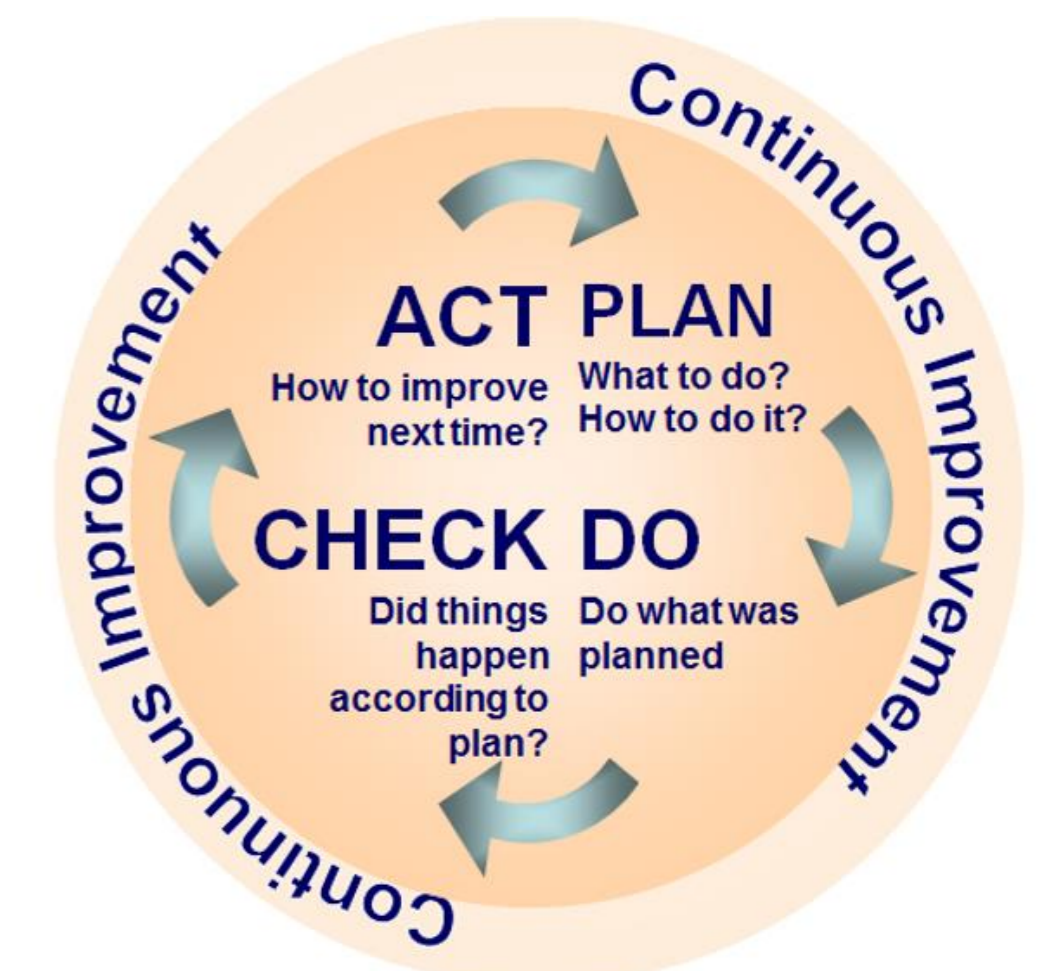 Continuous Improvement
ACT
How to improve
next time?
PLAN
What to do?
How to do it?
CHECK
Did things
happen
according to
plan?
DO
Do what was
planned
Continuous Improvement